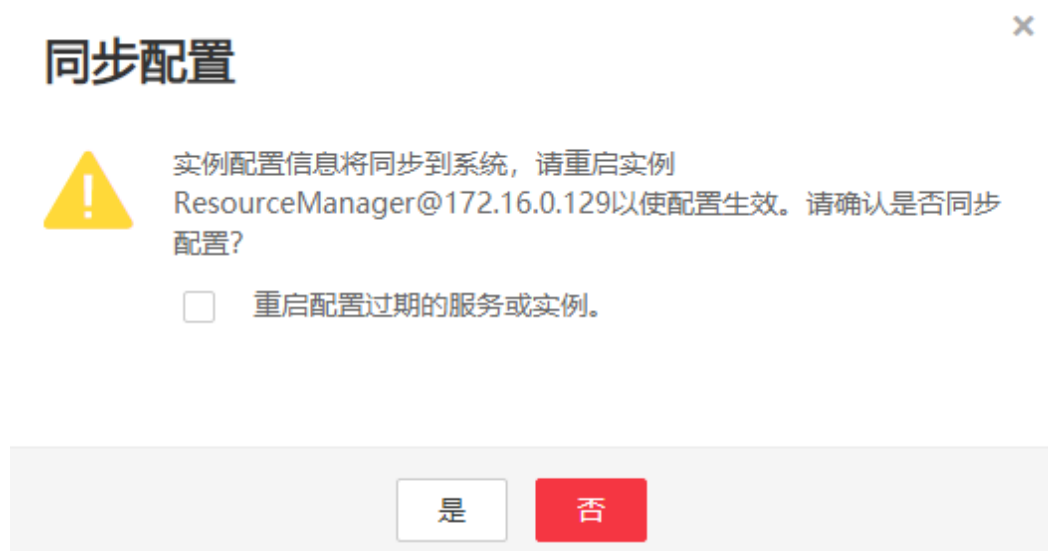 同步配置
实例配置信息将同步到系统，请重启实例
ResourceManager@172.16.0.129以使配置生效。请确认是否同步
配置?
重启配置过期的服务或实例。
是
否